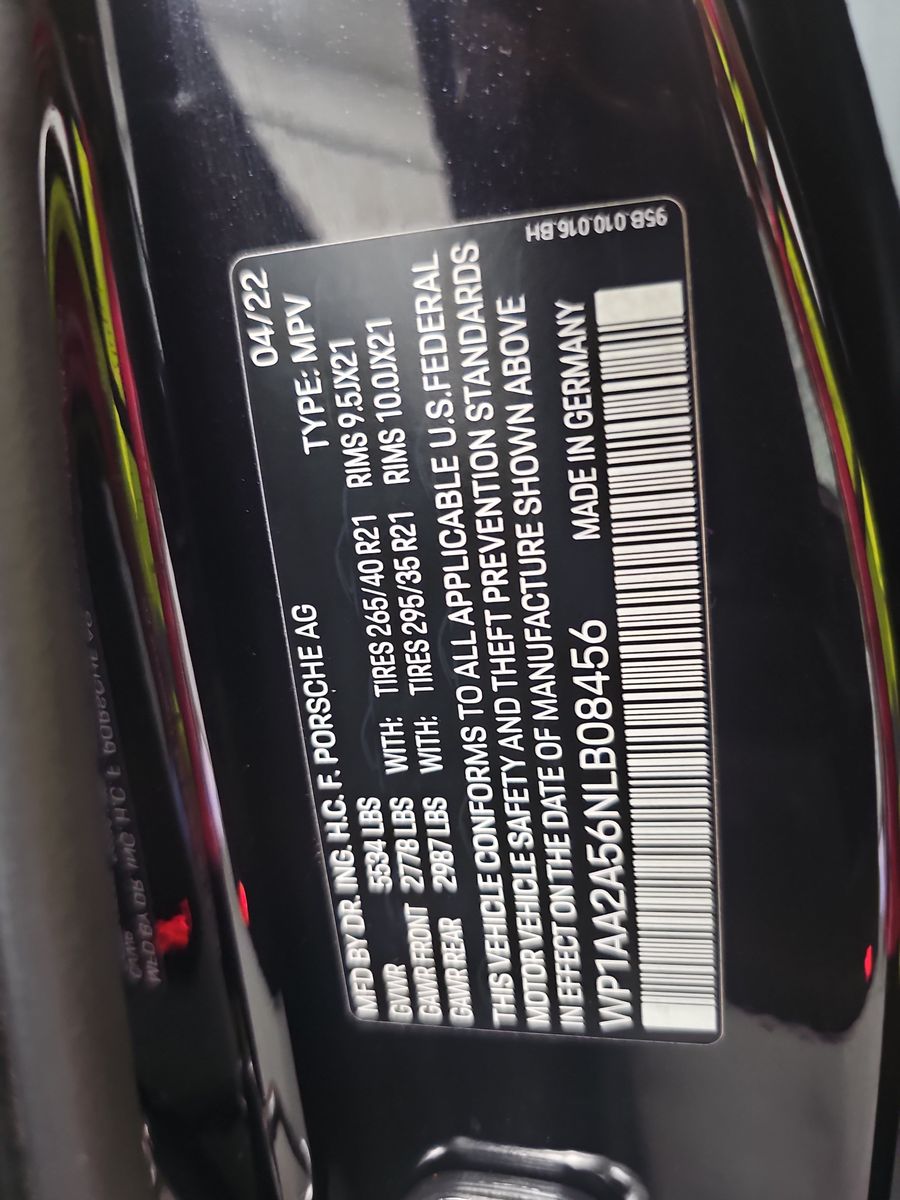 04/22
MFD BY DR. ING. H.C. F. PORSCHE AG TYPE: MPV
GVWR 5534 LBS
GAWR FRONT 2778 LBS WITH: TIRES 265/40 R21 RIMS 9.5JX21
GAWR REAR 2987 LBS WITH: TIRES 295/35 R21 RIMS 10.0JX21
THIS VEHICLE CONFORMS TO ALL APPLICABLE U.S. FEDERAL
MOTOR VEHICLE SAFETY AND THEFT PREVENTION STANDARDS
IN EFFECT ON THE DATE OF MANUFACTURE SHOWN ABOVE
WP1AA2A56NLB08456 MADE IN GERMANY
95B.010.016.BH